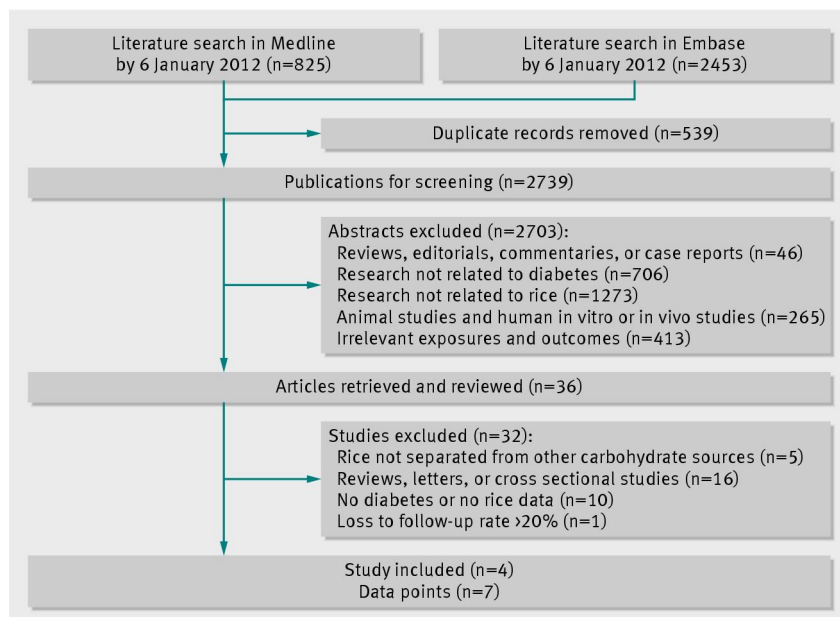 Literature search in Medline
by 6 January 2012 (n=825)
Literature search in Embase
by 6 January 2012 (n=2453)
Duplicate records removed (n=539)
Publications for screening (n=2739)
Abstracts excluded (n=2703):
Reviews, editorials, commentaries, or case reports (n=46)
Research not related to diabetes (n=706)
Research not related to rice (n=1273)
Animal studies and human in vitro or in vivo studies (n=265)
Irrelevant exposures and outcomes (n=413)
Articles retrieved and reviewed (n=36)
Studies excluded (n=32):
Rice not separated from other carbohydrate sources (n=5)
Reviews, letters, or cross sectional studies (n=16)
No diabetes or no rice data (n=10)
Loss to follow-up rate >20% (n=1)
Study included (n=4)
Data points (n=7)